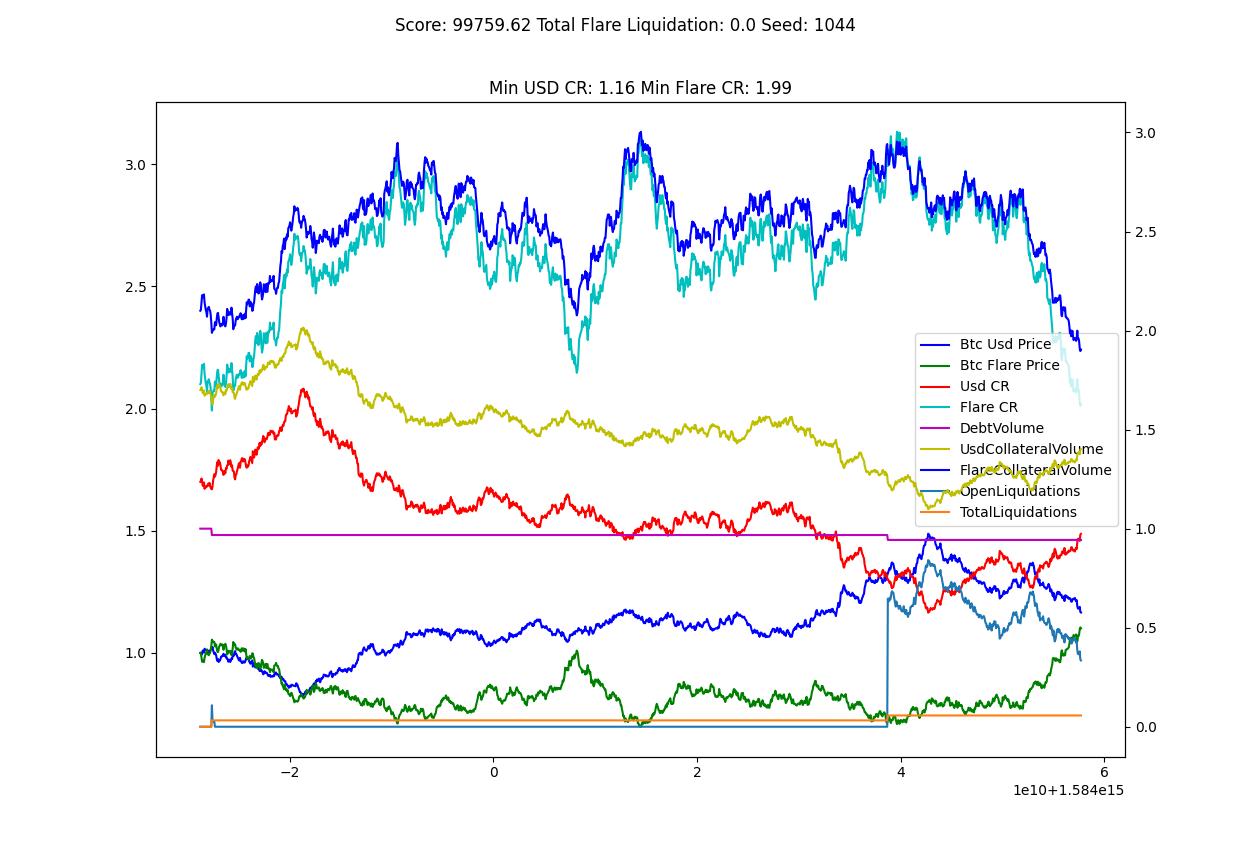 Score: 99759.62 Total Flare Liquidation: 0.0 Seed: 1044
Min USD CR: 1.16 Min Flare CR: 1.99
3.0
2.5
2.0
1.5
1.0
3.0
2.5
2.0
1.5
1.0
0.5
0.0
Btc Usd Price
Btc Flare Price
Usd CR
Flare CR
DebtVolume
UsdCollateralVolume
FlareCollateralVolume
OpenLiquidations
TotalLiquidations
−2 0 2 4 6
1e10+1.584e15